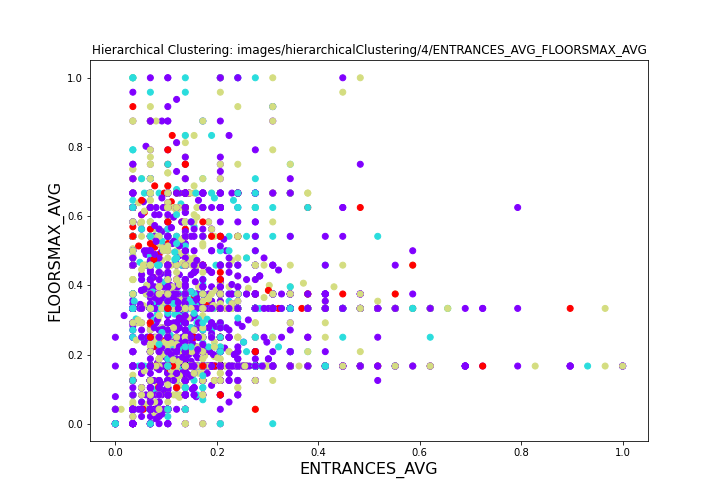 Hierarchical Clustering: images/hierarchicalClustering/4/ENTRANCES_AVG_FLOORSMAX_AVG
1.0
0.8
0.6
0.4
0.2
0.0
FLOORSMAX_AVG
0.0 0.2 0.4 0.6 0.8 1.0
ENTRANCES_AVG